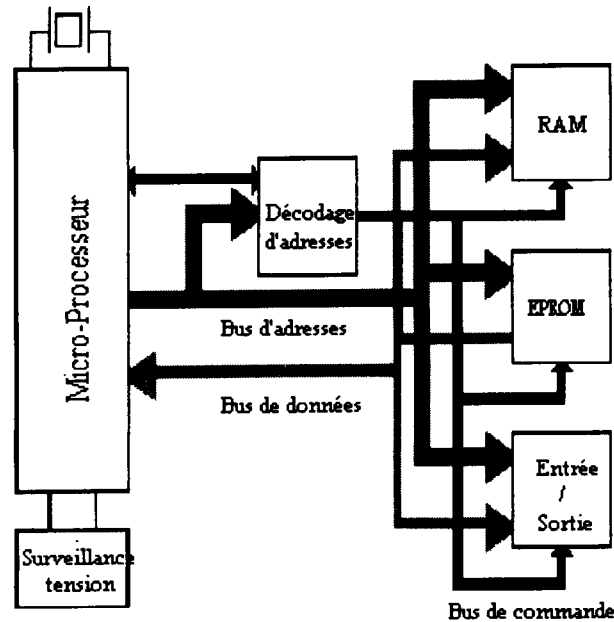 RAM
Décodage
d'adresses
Micro-Processeur
EPROM
Bus d'adresses
Bus de données
Entrée
/
Sortie
Surveillance
tension
Bus de commande